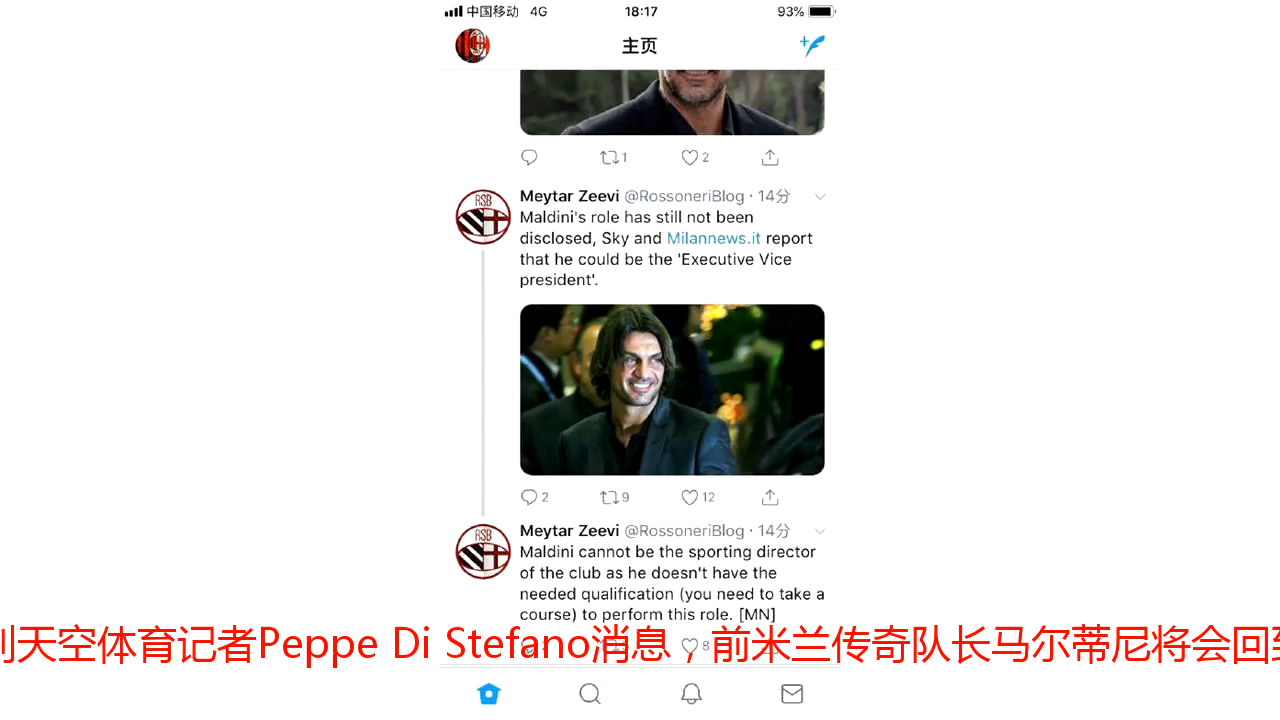 中国移动 4G 18:17 93%
主页
1 2
RSB
Meytar Zeevi @RossoneriBlog · 14分
Maldini's role has still not been
disclosed, Sky and Milannews.it report
that he could be the 'Executive Vice
president'.
2 9 12
RSB
Meytar Zeevi @RossoneriBlog · 14分
Maldini cannot be the sporting director
of the club as he doesn't have the
needed qualification (you need to take a
course) to perform this role. [MN]
天空体育记者Peppe Di Stefano消息，前米兰传奇队长马尔蒂尼将会回
8